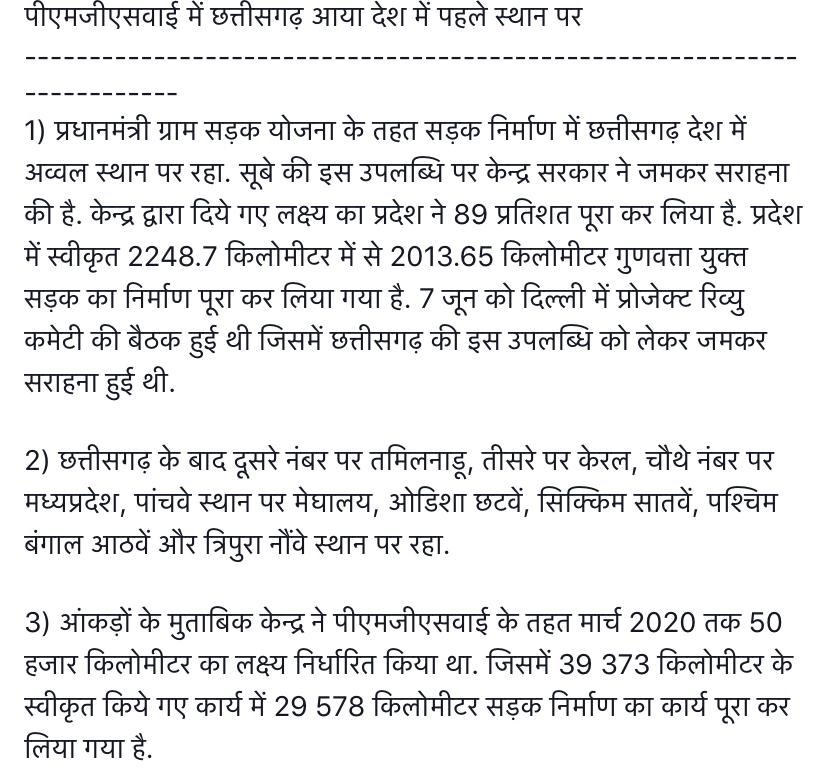 पीएमजीएसवाई में छत्तीसगढ़ आया देश में पहले स्थान पर
------------------------------------------------------------
------------
1) प्रधानमंत्री ग्राम सड़क योजना के तहत सड़क निर्माण में छत्तीसगढ़ देश में
अव्वल स्थान पर रहा. सूबे की इस उपलब्धि पर केन्द्र सरकार ने जमकर सराहना
की है. केन्द्र द्वारा दिये गए लक्ष्य का प्रदेश ने 89 प्रतिशत पूरा कर लिया है. प्रदेश
में स्वीकृत 2248.7 किलोमीटर में से 2013.65 किलोमीटर गुणवत्ता युक्त
सड़क का निर्माण पूरा कर लिया गया है. 7 जून को दिल्ली में प्रोजेक्ट रिव्यु
कमेटी की बैठक हुई थी जिसमें छत्तीसगढ़ की इस उपलब्धि को लेकर जमकर
सराहना हुई थी.
2) छत्तीसगढ़ के बाद दूसरे नंबर पर तमिलनाडू, तीसरे पर केरल, चौथे नंबर पर
मध्यप्रदेश, पांचवे स्थान पर मेघालय, ओडिशा छटवें, सिक्किम सातवें, पश्चिम
बंगाल आठवें और त्रिपुरा नौंवे स्थान पर रहा.
3) आंकड़ों के मुताबिक केन्द्र ने पीएमजीएसवाई के तहत मार्च 2020 तक 50
हजार किलोमीटर का लक्ष्य निर्धारित किया था. जिसमें 39 373 किलोमीटर के
स्वीकृत किये गए कार्य में 29 578 किलोमीटर सड़क निर्माण का कार्य पूरा कर
लिया गया है.